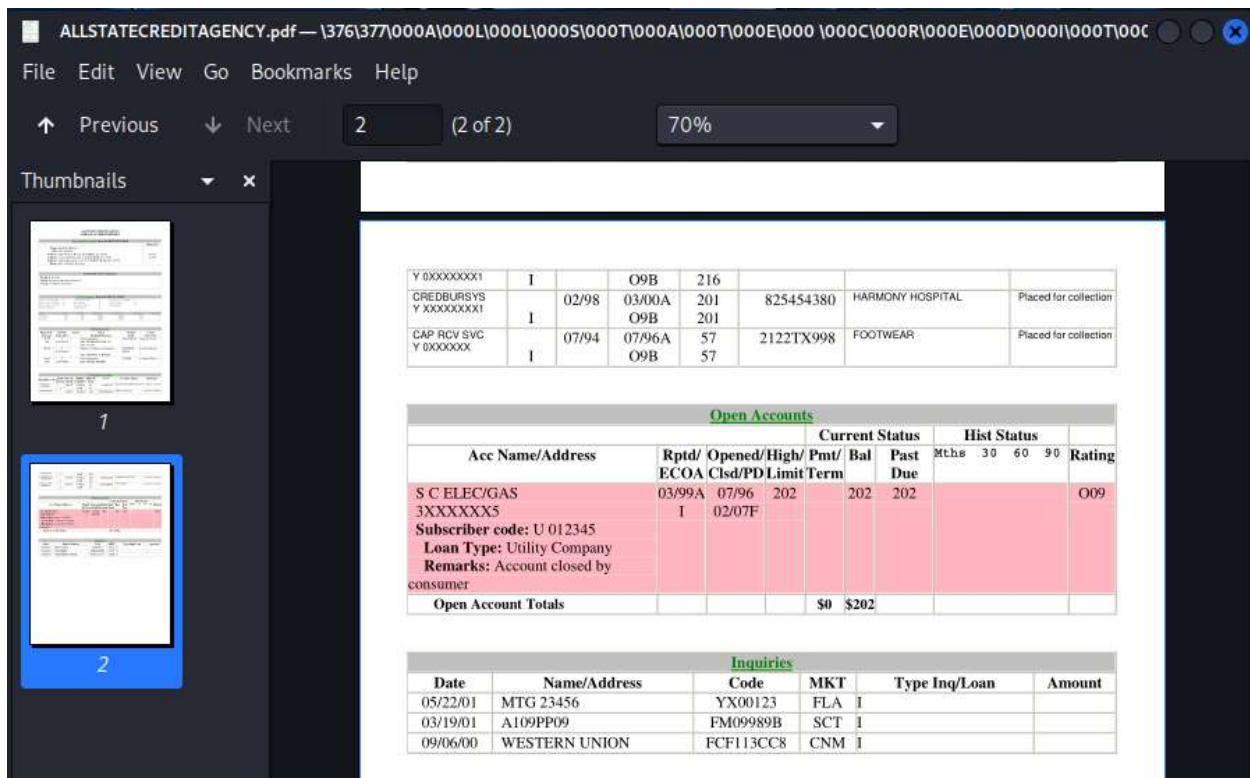 ALLSTATECREDITAGENCY.pdf — \376\377\000A\000L\000L\000S\000T\000A\000T\000E\000 \000C\000R\000E\000D\000I\000T\00C
File Edit View Go Bookmarks Help
Previous Next 2 (2 of 2) 70%
Thumbnails
1
2
Y 0XXXXXXX1 I O9B 216
CREDBURSYS 02/98 03/00A 201 825454380 HARMONY HOSPITAL Placed for collection
Y XXXXXXXX1 I O9B 201
CAP RCV SVC 07/94 07/96A 57 2122TX998 FOOTWEAR Placed for collection
Y 0XXXXXX I O9B 57
Open Accounts
Current Status Hist Status
Acc Name/Address Rptd/ Opened/ High/ Pmt/ Bal Past Mths 30 60 90 Rating
ECOA Clsd/PD Limit Term Due
S C ELEC/GAS 03/99A 07/96 202 202 202 O09
3XXXXXX5 I 02/07F
Subscriber code: U 012345
Loan Type: Utility Company
Remarks: Account closed by
consumer
Open Account Totals $0 $202
Inquiries
Date Name/Address Code MKT Type Inq/Loan Amount
05/22/01 MTG 23456 YX00123 FLA I
03/19/01 A109PP09 FM09989B SCT I
09/06/00 WESTERN UNION FCF113CC8 CNM I